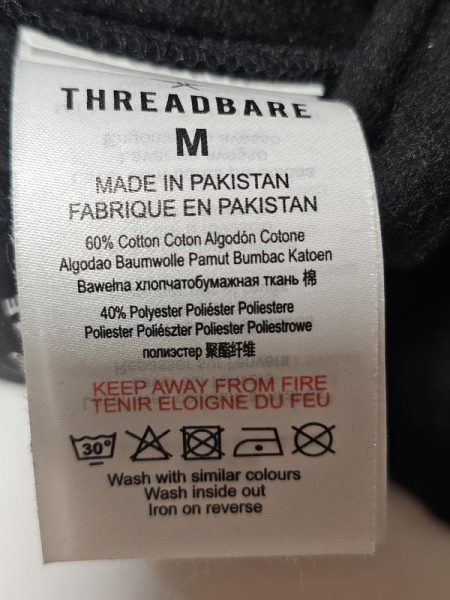 THREADBARE
M
MADE IN PAKISTAN
FABRIQUE EN PAKISTAN
60% Cotton Coton Algodón Cotone
Algodao Baumwolle Pamut Bumbac Katoen
Bawełna хлопчатобумажная ткань 棉
40% Polyester Poliéster Poliestere
Poliester Poliészter Poliester Poliestrowe
полиэстер 聚酯纤维
KEEP AWAY FROM FIRE
TENIR ELOIGNE DU FEU
30°
Wash with similar colours
Wash inside out
Iron on reverse